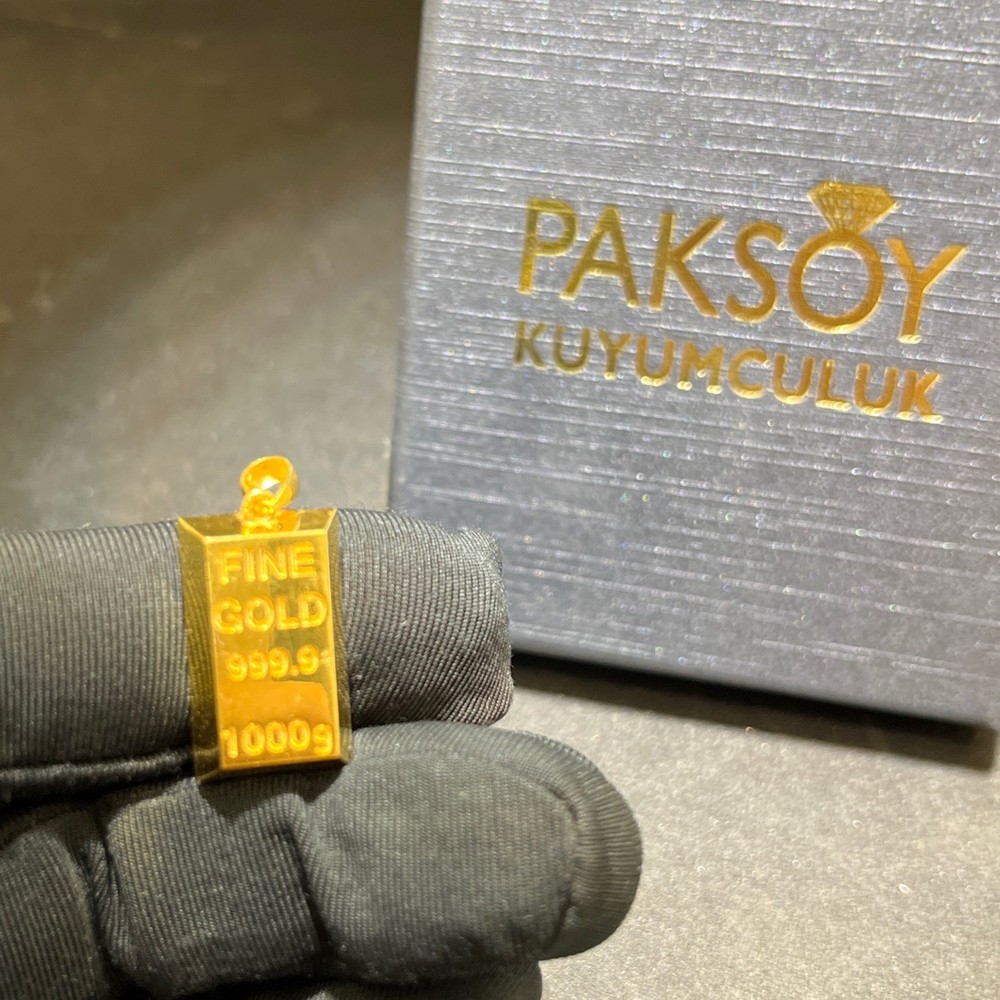 PAKSOY
KUYUMCULUK
FINE
GOLD
999.9
1000g